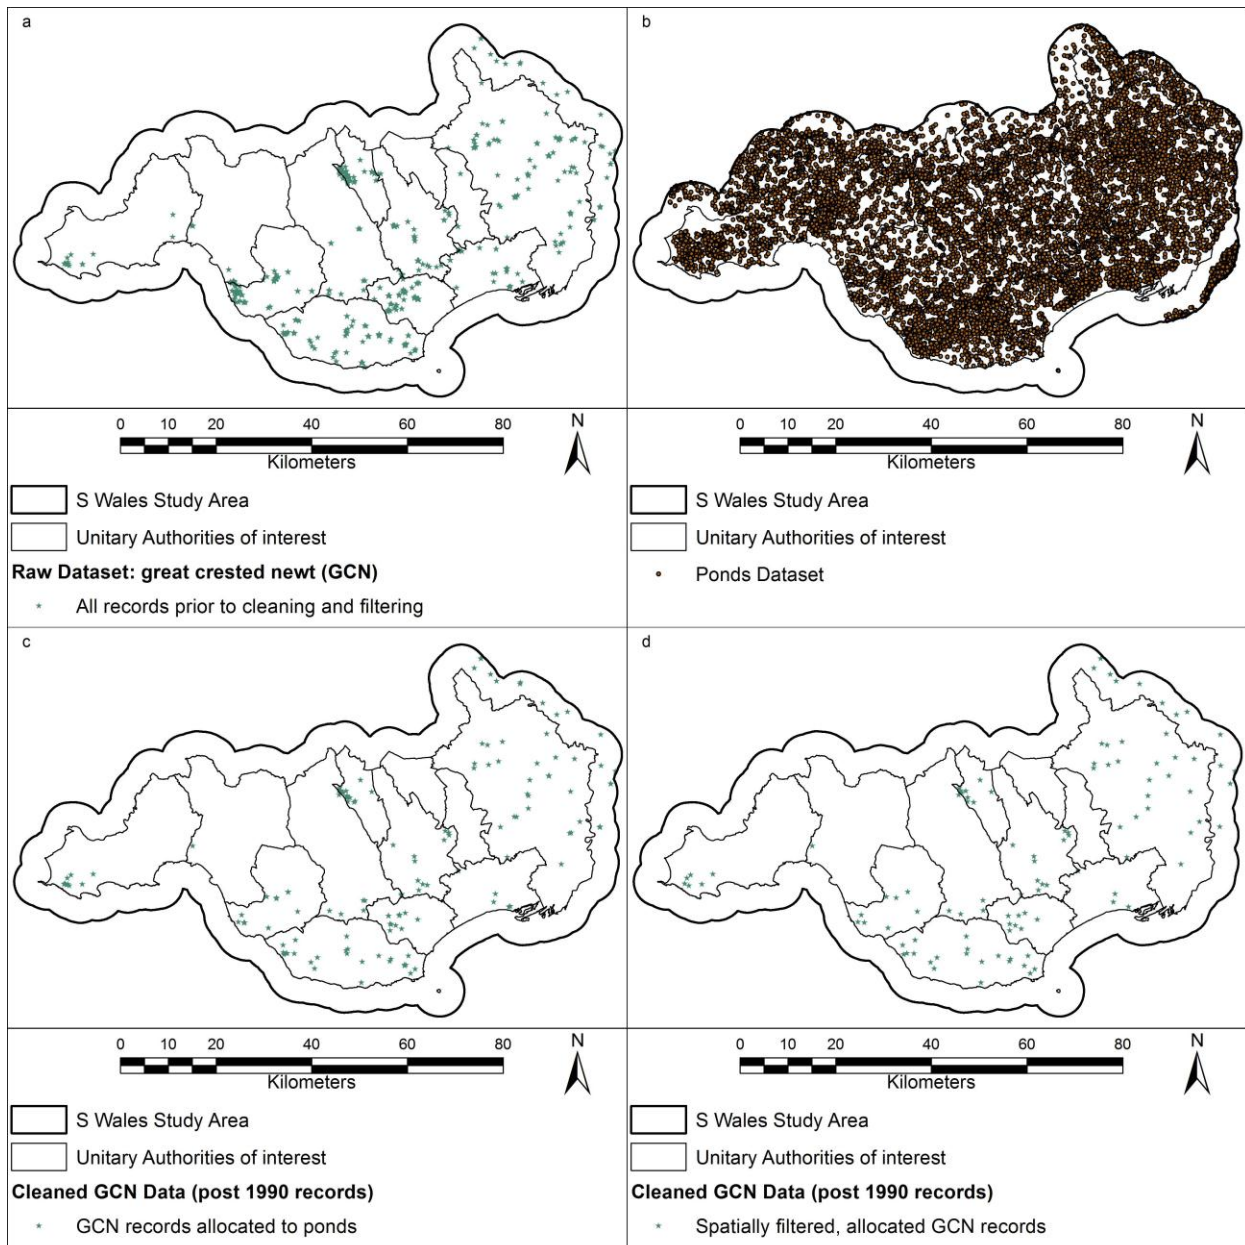 a
0 10 20 40 60 80
Kilometers
N
S Wales Study Area
Unitary Authorities of interest
Raw Dataset: great crested newt (GCN)
All records prior to cleaning and filtering
b
0 10 20 40 60 80
Kilometers
N
S Wales Study Area
Unitary Authorities of interest
Ponds Dataset
c
0 10 20 40 60 80
Kilometers
N
S Wales Study Area
Unitary Authorities of interest
Cleaned GCN Data (post 1990 records)
GCN records allocated to ponds
d
0 10 20 40 60 80
Kilometers
N
S Wales Study Area
Unitary Authorities of interest
Cleaned GCN Data (post 1990 records)
Spatially filtered, allocated GCN records